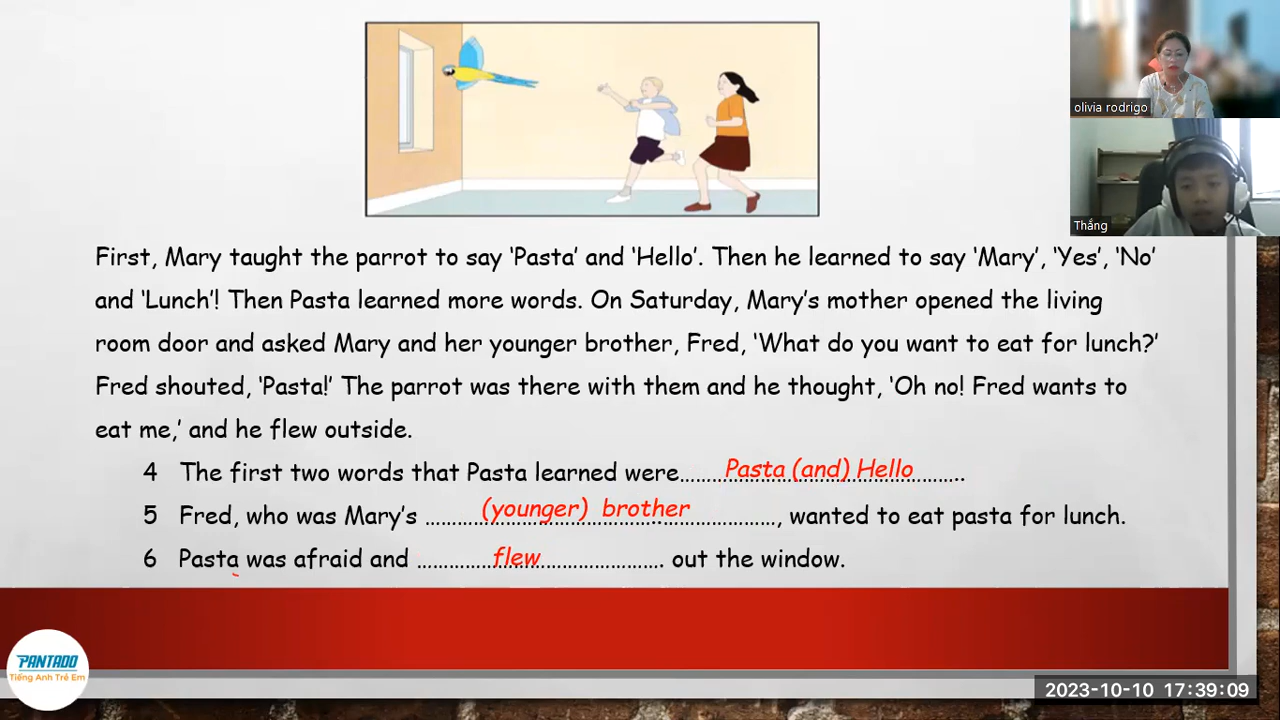 olivia rodrigo
Thắng
First, Mary taught the parrot to say ‘Pasta’ and ‘Hello’. Then he learned to say ‘Mary’, ‘Yes’, ‘No’
and ‘Lunch’! Then Pasta learned more words. On Saturday, Mary’s mother opened the living
room door and asked Mary and her younger brother, Fred, ‘What do you want to eat for lunch?’
Fred shouted, ‘Pasta!’ The parrot was there with them and he thought, ‘Oh no! Fred wants to
eat me,’ and he flew outside.
4 The first two words that Pasta learned were……Pasta (and) Hello……..
5 Fred, who was Mary’s ……(younger) brother……, wanted to eat pasta for lunch.
6 Pasta was afraid and ……flew……. out the window.
PANTADO
Tiếng Anh Trẻ Em
2023-10-10 17:39:09